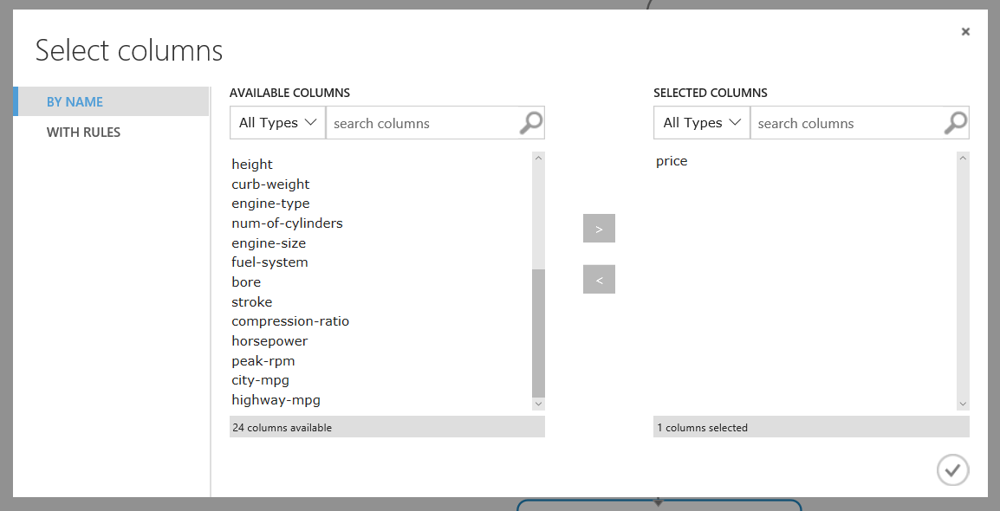 Select columns
×
BY NAME
WITH RULES
AVAILABLE COLUMNS
All Types
search columns
height
curb-weight
engine-type
num-of-cylinders
engine-size
fuel-system
bore
stroke
compression-ratio
horsepower
peak-rpm
city-mpg
highway-mpg
24 columns available
>
<
SELECTED COLUMNS
All Types
search columns
price
1 columns selected